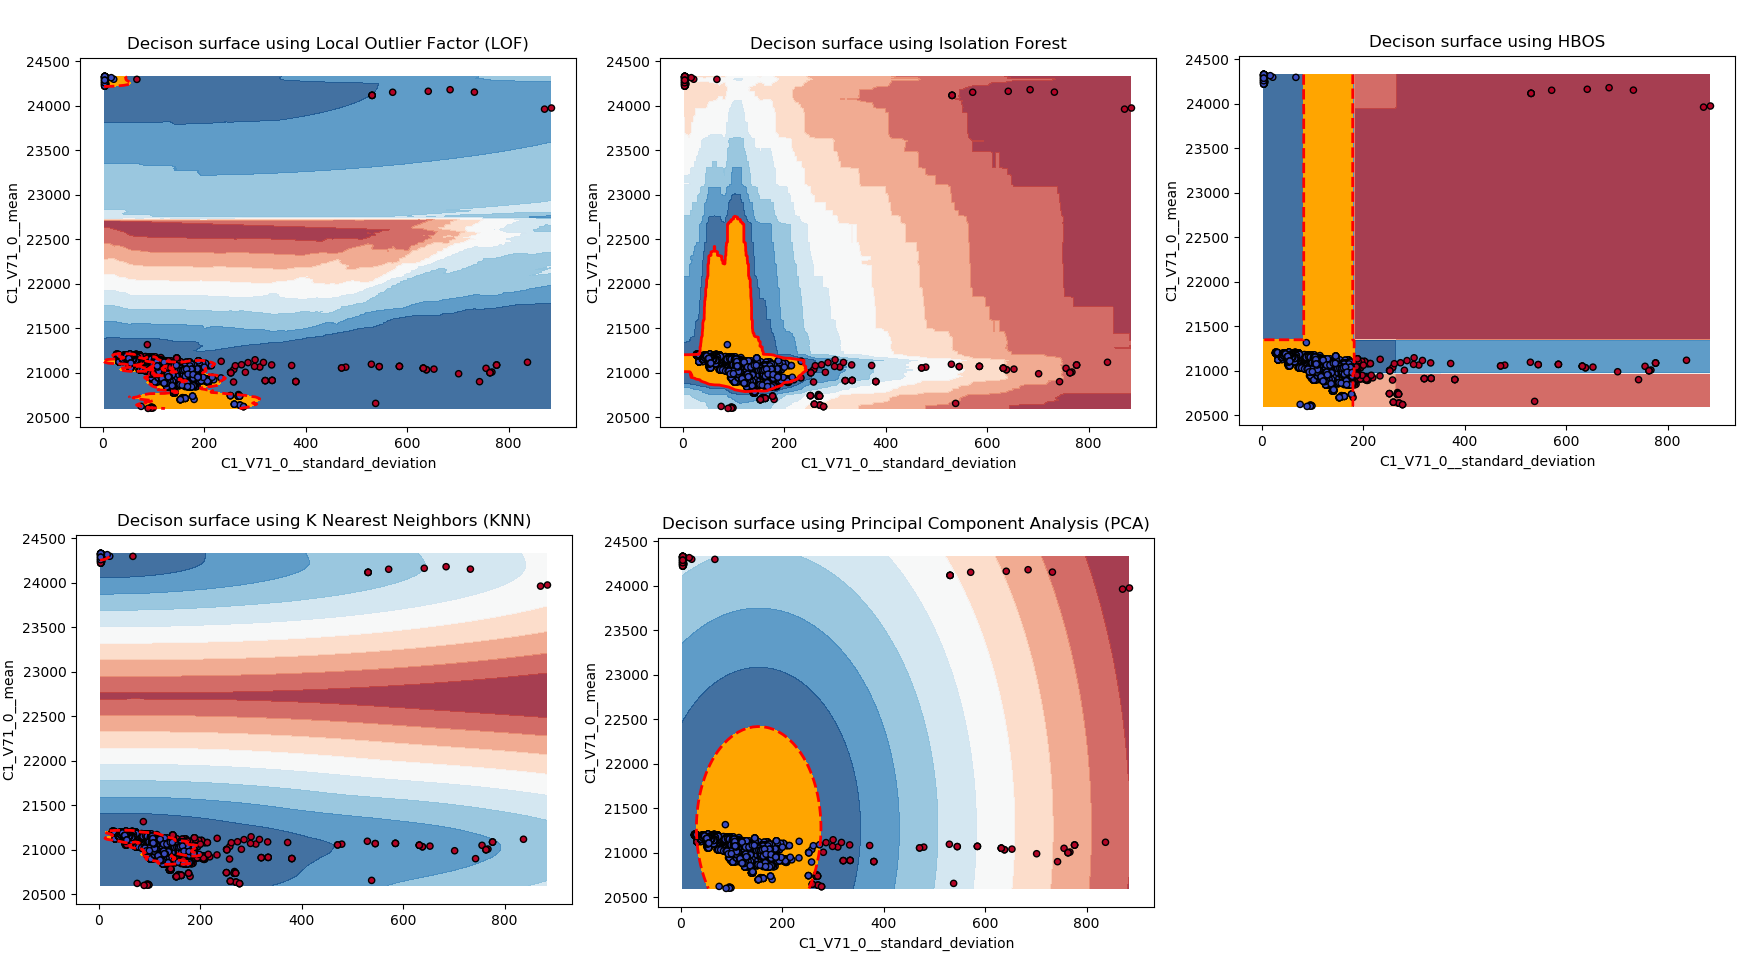 Decison surface using Local Outlier Factor (LOF)
24500
24000
23500
23000
22500
22000
21500
21000
20500
C1_V71_0__mean
0 200 400 600 800
C1_V71_0__standard_deviation
Decison surface using Isolation Forest
24500
24000
23500
23000
22500
22000
21500
21000
20500
C1_V71_0__mean
0 200 400 600 800
C1_V71_0__standard_deviation
Decison surface using HBOS
24500
24000
23500
23000
22500
22000
21500
21000
20500
C1_V71_0__mean
0 200 400 600 800
C1_V71_0__standard_deviation
Decison surface using K Nearest Neighbors (KNN)
24500
24000
23500
23000
22500
22000
21500
21000
20500
C1_V71_0__mean
0 200 400 600 800
Decison surface using Principal Component Analysis (PCA)
24500
24000
23500
23000
22500
22000
21500
21000
20500
C1_V71_0__mean
0 200 400 600 800
C1_V71_0__standard_deviation